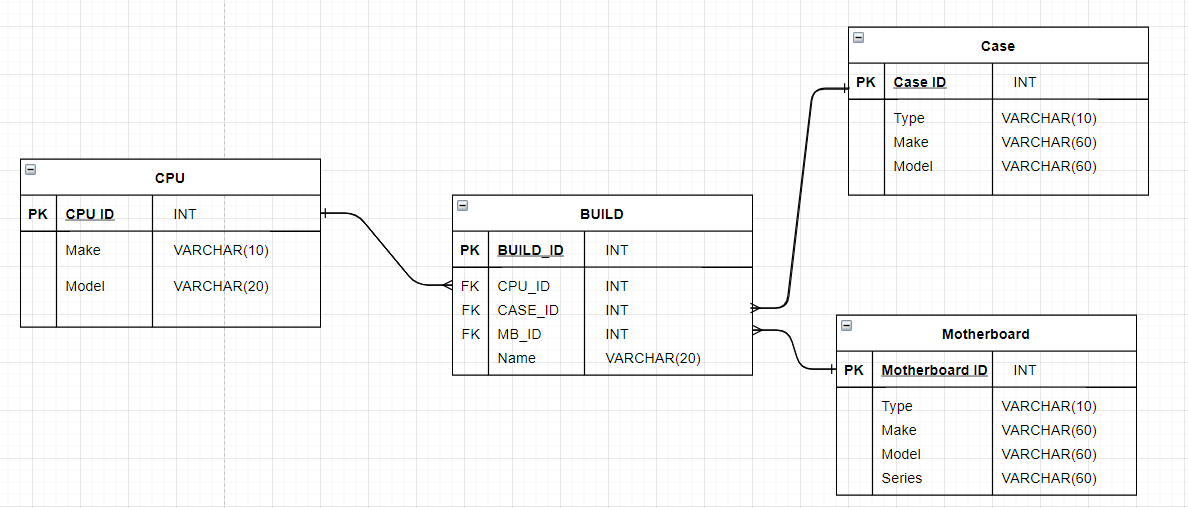 CPU
PK CPU ID INT
Make VARCHAR(10)
Model VARCHAR(20)
BUILD
PK BUILD_ID INT
FK CPU_ID INT
FK CASE_ID INT
FK MB_ID INT
Name VARCHAR(20)
Case
PK Case ID INT
Type VARCHAR(10)
Make VARCHAR(60)
Model VARCHAR(60)
Motherboard
PK Motherboard ID INT
Type VARCHAR(10)
Make VARCHAR(60)
Model VARCHAR(60)
Series VARCHAR(60)